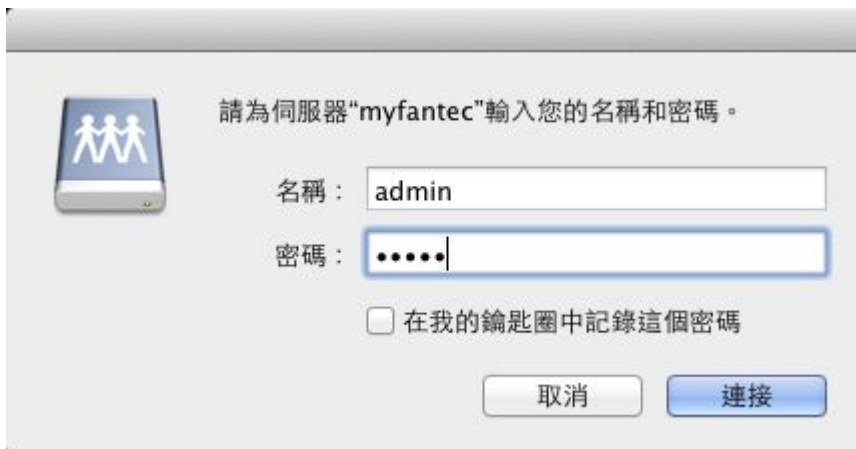 請為伺服器“myfantec”輸入您的名稱和密碼。
名稱： admin
密碼： •••••
在我的鑰匙圈中記錄這個密碼
取消 連接